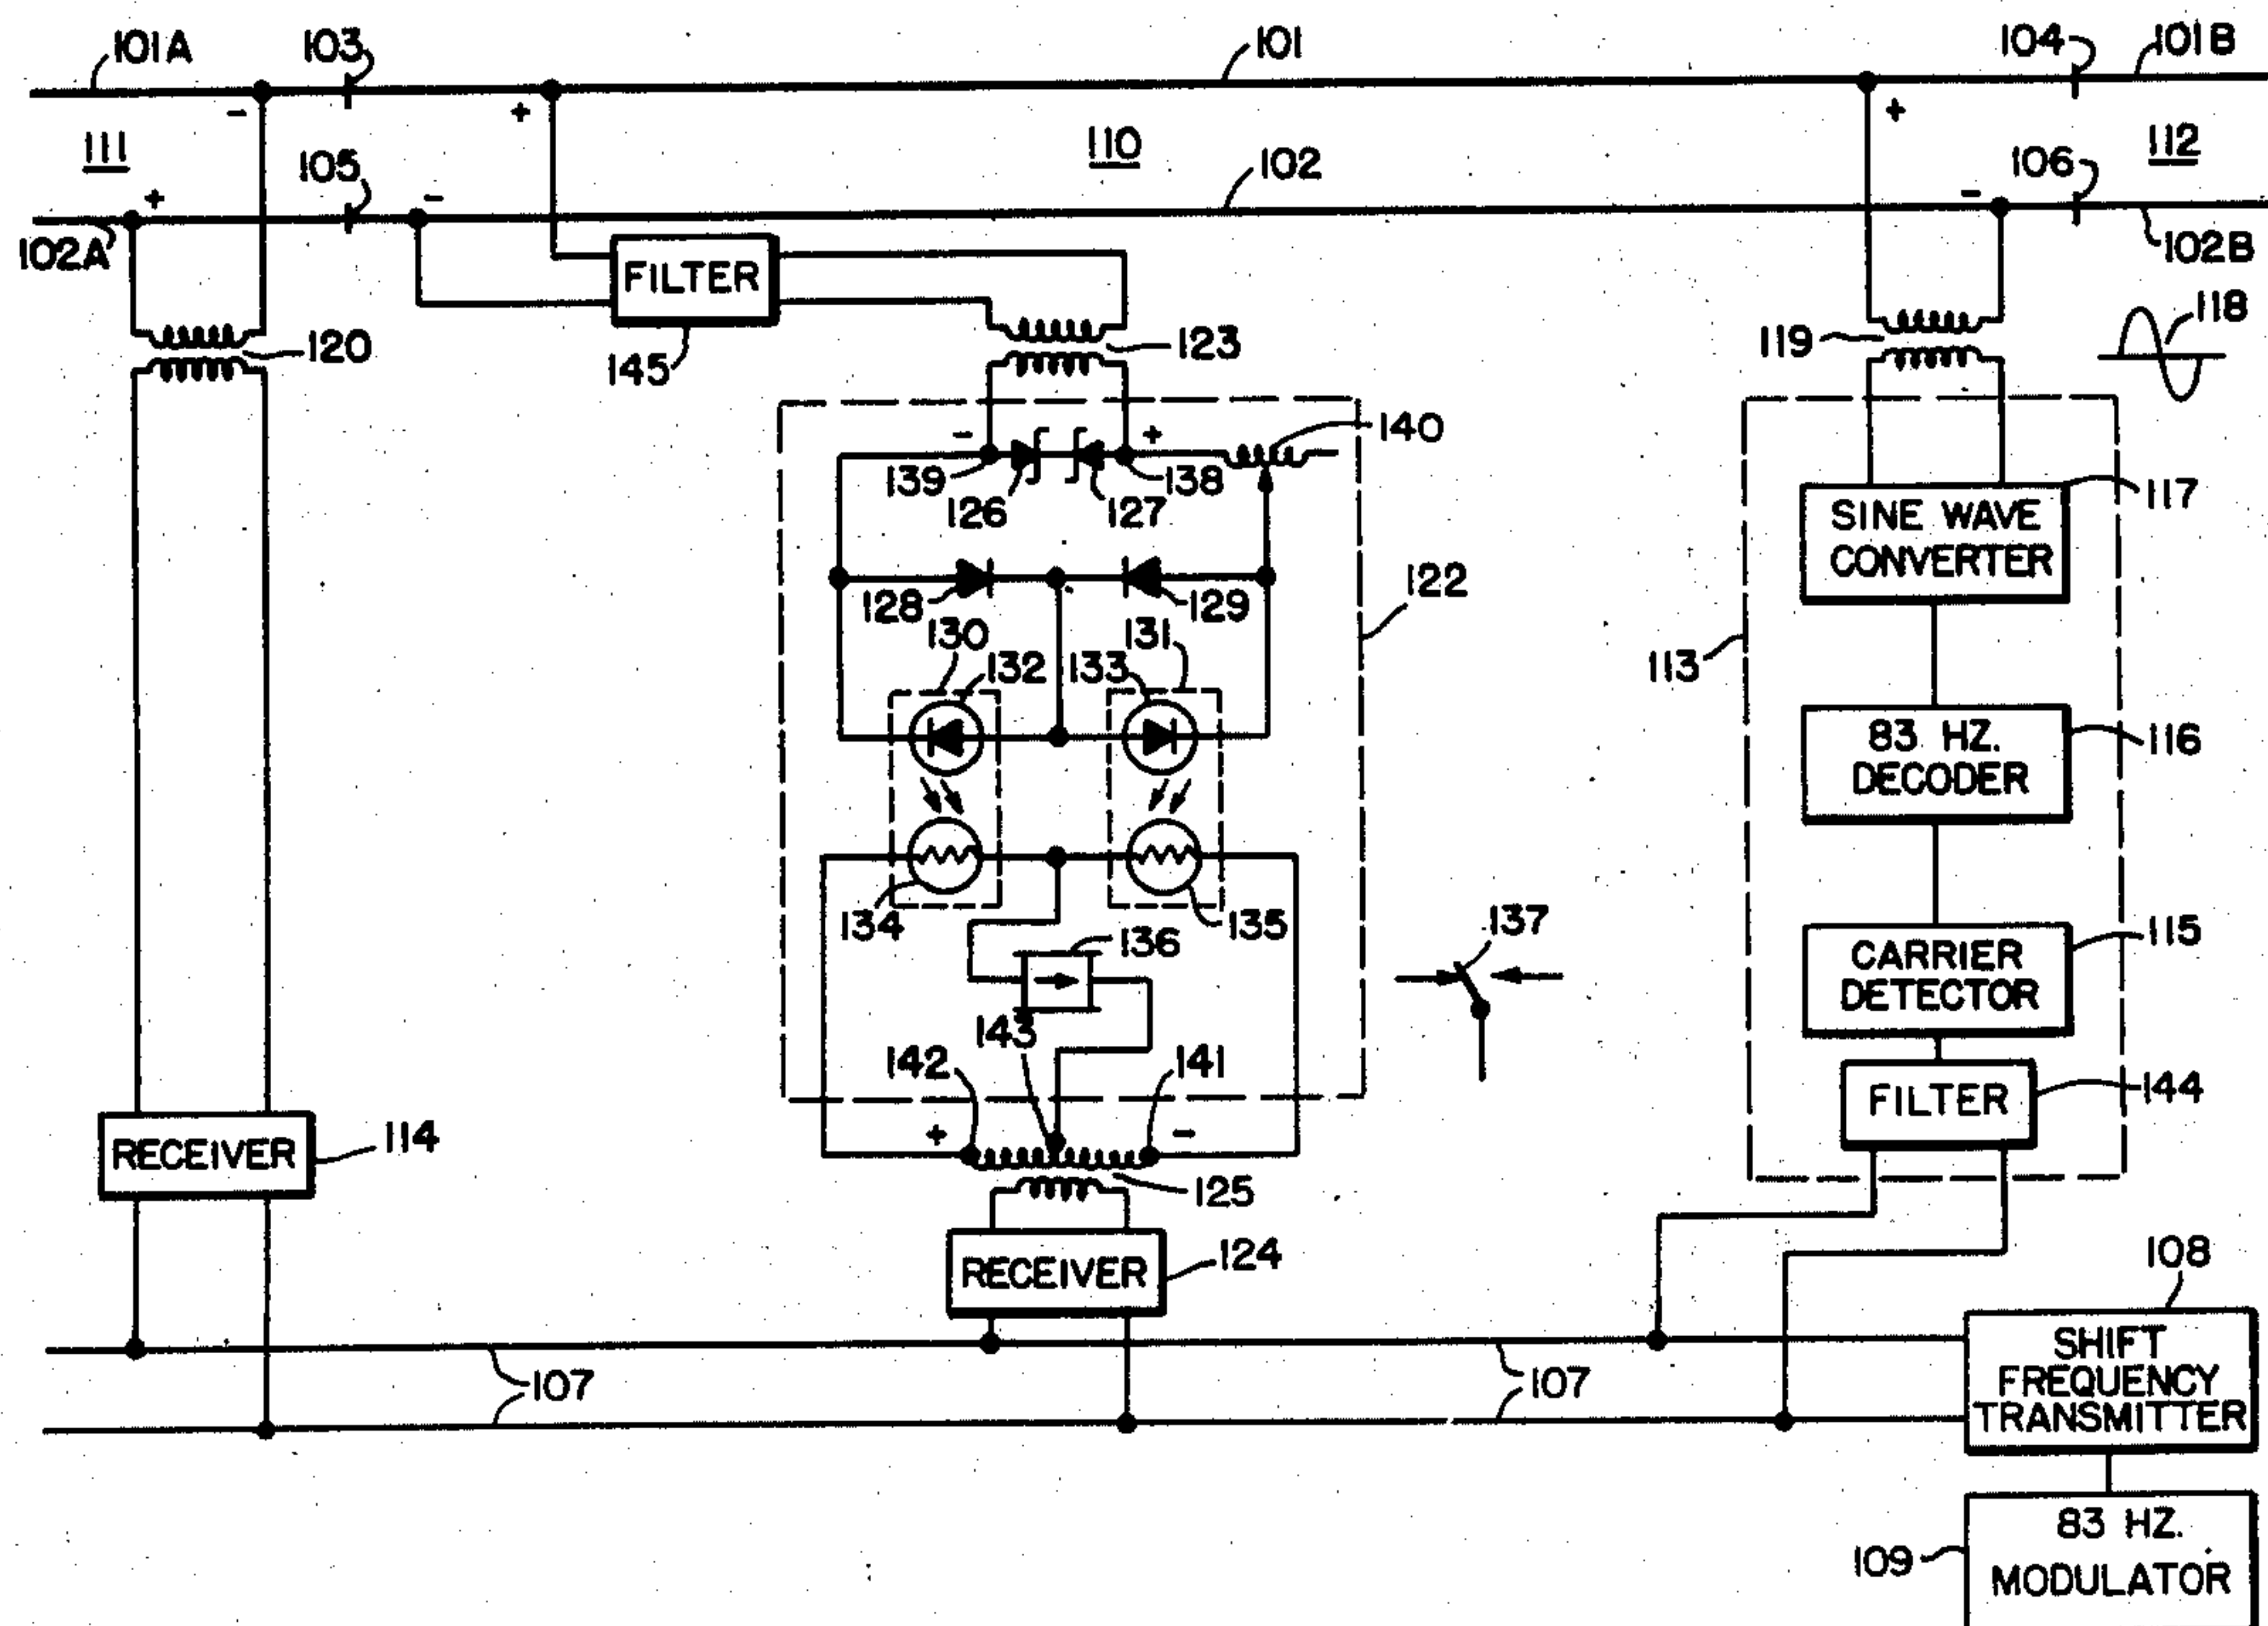 101A
103
101
104
101B
111
110
112
105
102
106
102A
102B
+
-
+
-
+
-
FILTER
145
120
123
119
118
-
+
140
139
126
127
138
117
SINE WAVE
CONVERTER
128
129
122
130
131
132
133
113
83 HZ.
DECODER
116
134
135
136
137
115
CARRIER
DETECTOR
143
142
141
144
FILTER
+
-
RECEIVER
114
125
RECEIVER
124
108
SHIFT
FREQUENCY
TRANSMITTER
107
107
83 HZ.
MODULATOR
109